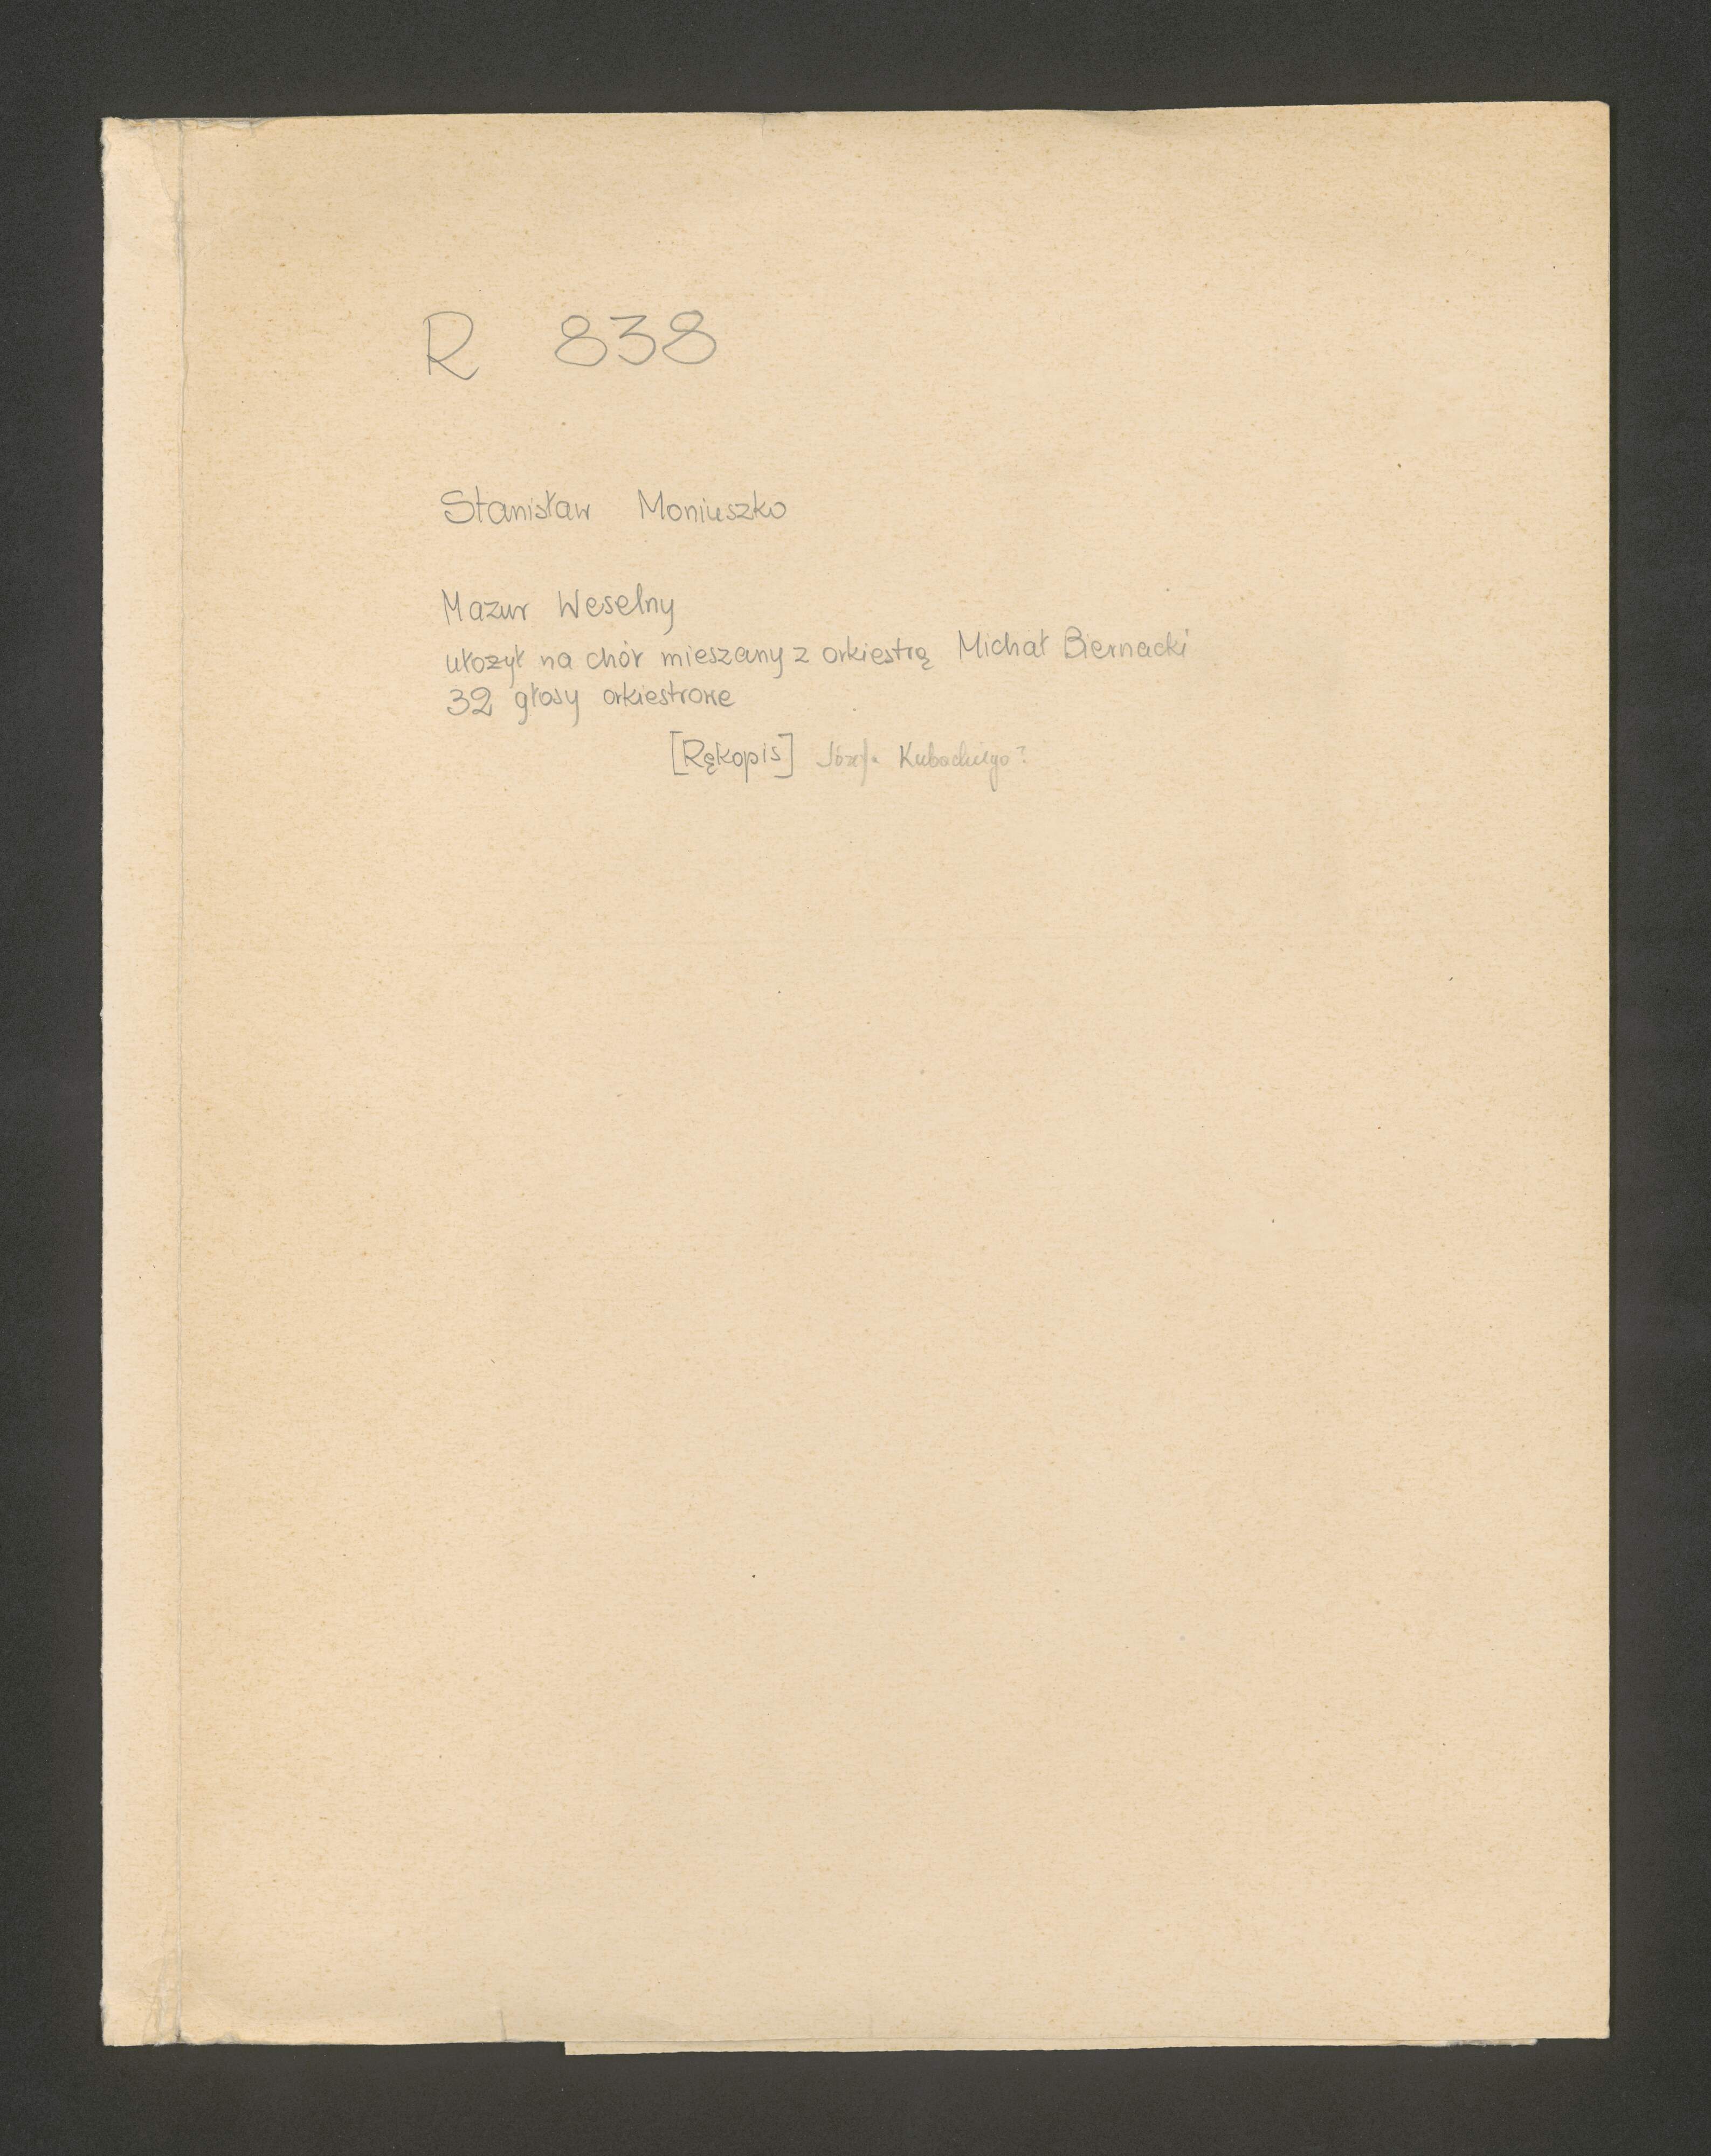 R 838
Stanisław Moniuszko
Mazur Weselny
ułożył na chór mieszany z orkiestrą Michał Biernacki
32 głosy orkiestrowe
[Rękopis] Józefa Kubackiego?